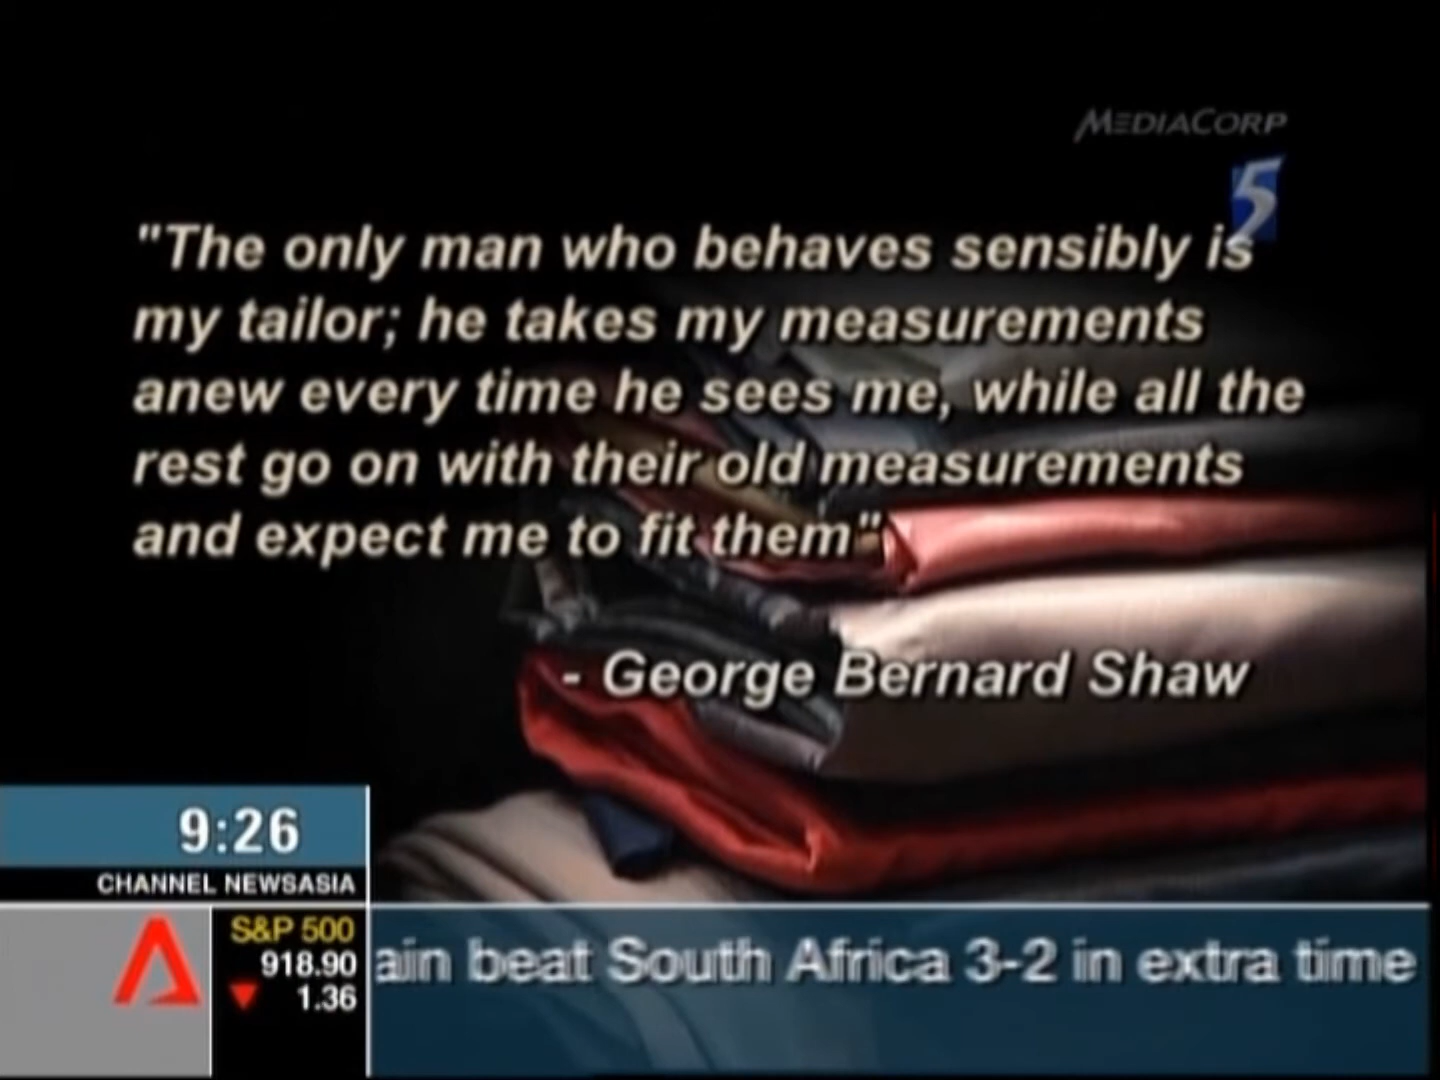 MEDIACORP
5
"The only man who behaves sensibly is
my tailor; he takes my measurements
anew every time he sees me, while all the
rest go on with their old measurements
and expect me to fit them"
- George Bernard Shaw
9:26
CHANNEL NEWSASIA
S&P 500
918.90
▼ 1.36
ain beat South Africa 3-2 in extra time